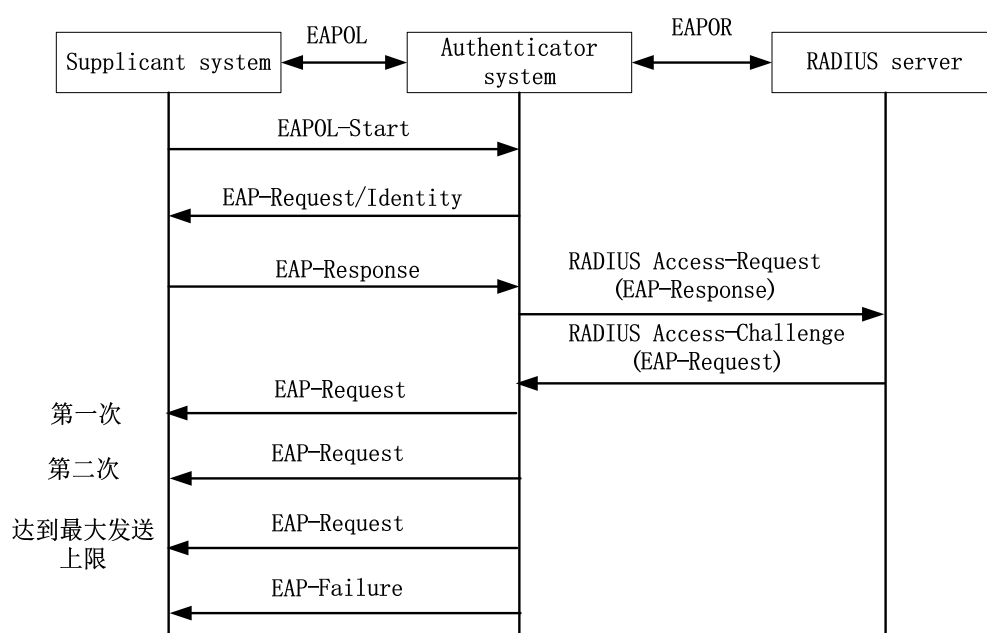 EAPOL
EAPOR
Supplicant system
Authenticator
system
RADIUS server
EAPOL-Start
EAP-Request/Identity
EAP-Response
RADIUS Access-Request
(EAP-Response)
RADIUS Access-Challenge
(EAP-Request)
EAP-Request
第一次
EAP-Request
第二次
EAP-Request
达到最大发送
上限
EAP-Failure